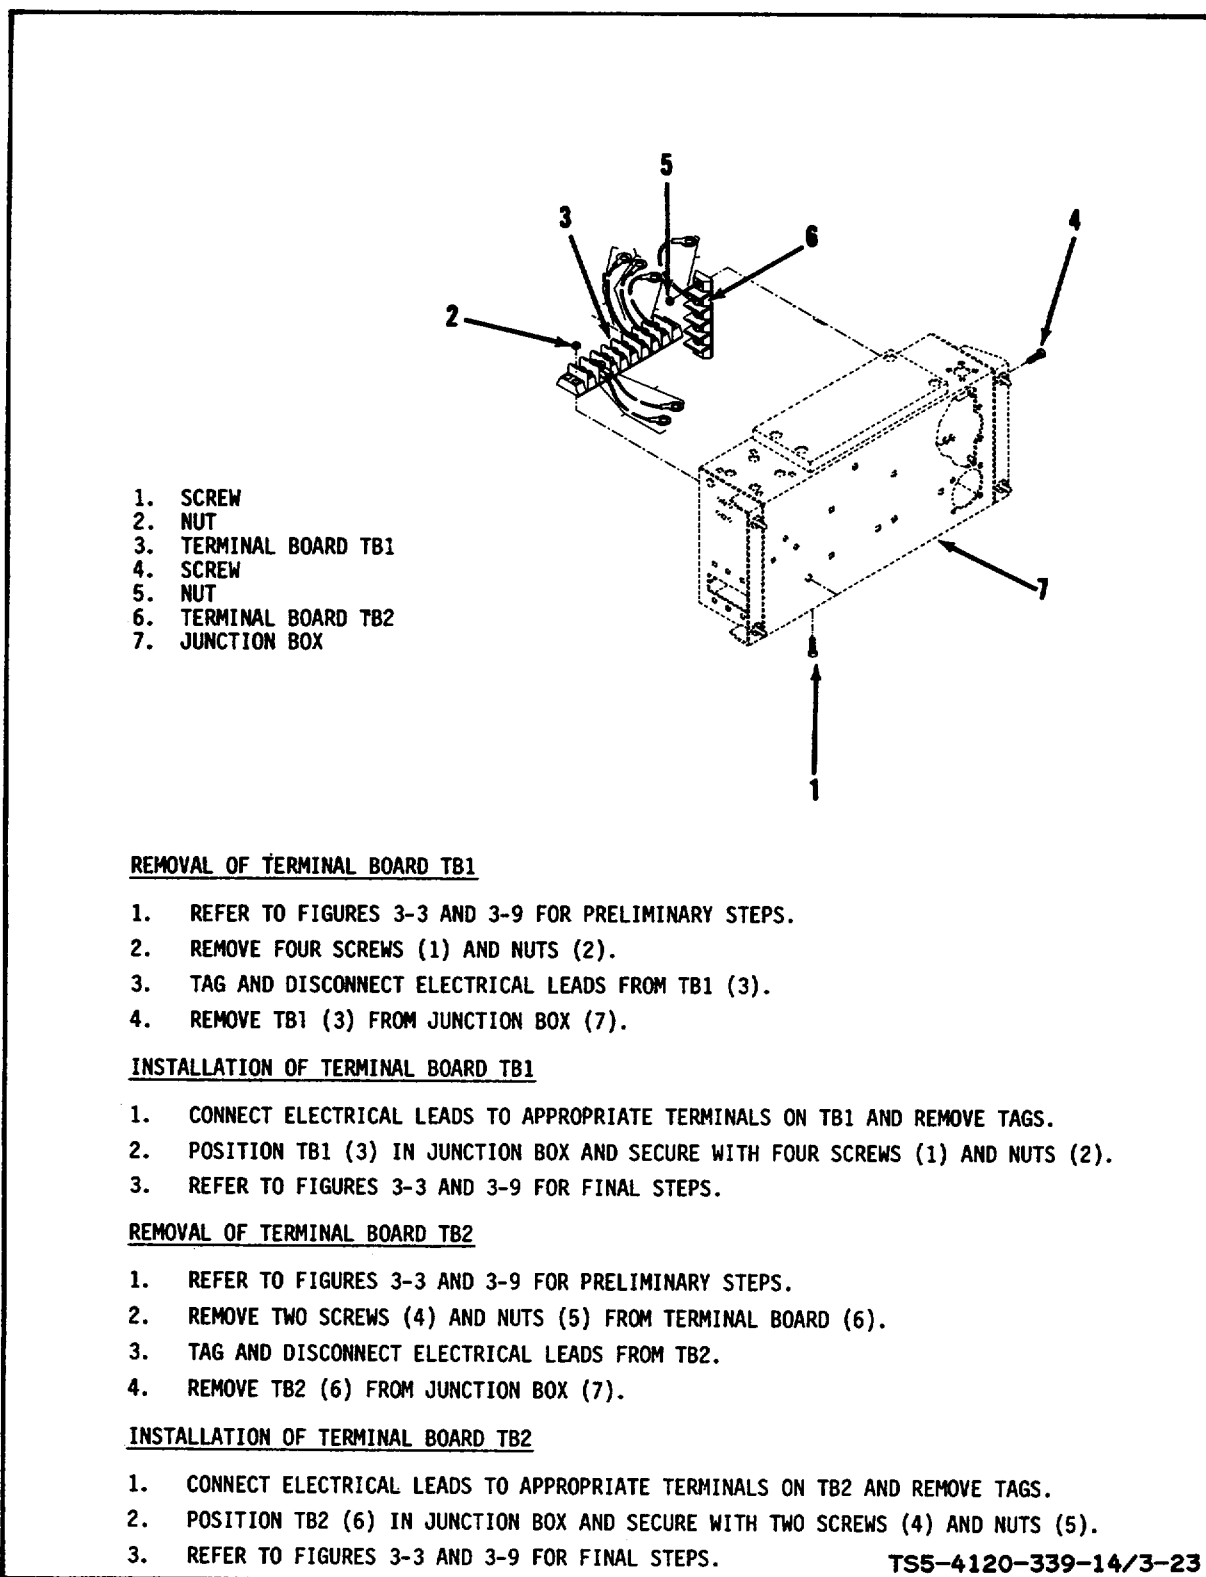 5
3
4
6
2
7
1
1. SCREW
2. NUT
3. TERMINAL BOARD TB1
4. SCREW
5. NUT
6. TERMINAL BOARD TB2
7. JUNCTION BOX
REMOVAL OF TERMINAL BOARD TB1
1. REFER TO FIGURES 3-3 AND 3-9 FOR PRELIMINARY STEPS.
2. REMOVE FOUR SCREWS (1) AND NUTS (2).
3. TAG AND DISCONNECT ELECTRICAL LEADS FROM TB1 (3).
4. REMOVE TB1 (3) FROM JUNCTION BOX (7).
INSTALLATION OF TERMINAL BOARD TB1
1. CONNECT ELECTRICAL LEADS TO APPROPRIATE TERMINALS ON TB1 AND REMOVE TAGS.
2. POSITION TB1 (3) IN JUNCTION BOX AND SECURE WITH FOUR SCREWS (1) AND NUTS (2).
3. REFER TO FIGURES 3-3 AND 3-9 FOR FINAL STEPS.
REMOVAL OF TERMINAL BOARD TB2
1. REFER TO FIGURES 3-3 AND 3-9 FOR PRELIMINARY STEPS.
2. REMOVE TWO SCREWS (4) AND NUTS (5) FROM TERMINAL BOARD (6).
3. TAG AND DISCONNECT ELECTRICAL LEADS FROM TB2.
4. REMOVE TB2 (6) FROM JUNCTION BOX (7).
INSTALLATION OF TERMINAL BOARD TB2
1. CONNECT ELECTRICAL LEADS TO APPROPRIATE TERMINALS ON TB2 AND REMOVE TAGS.
2. POSITION TB2 (6) IN JUNCTION BOX AND SECURE WITH TWO SCREWS (4) AND NUTS (5).
3. REFER TO FIGURES 3-3 AND 3-9 FOR FINAL STEPS.
TS5-4120-339-14/3-23